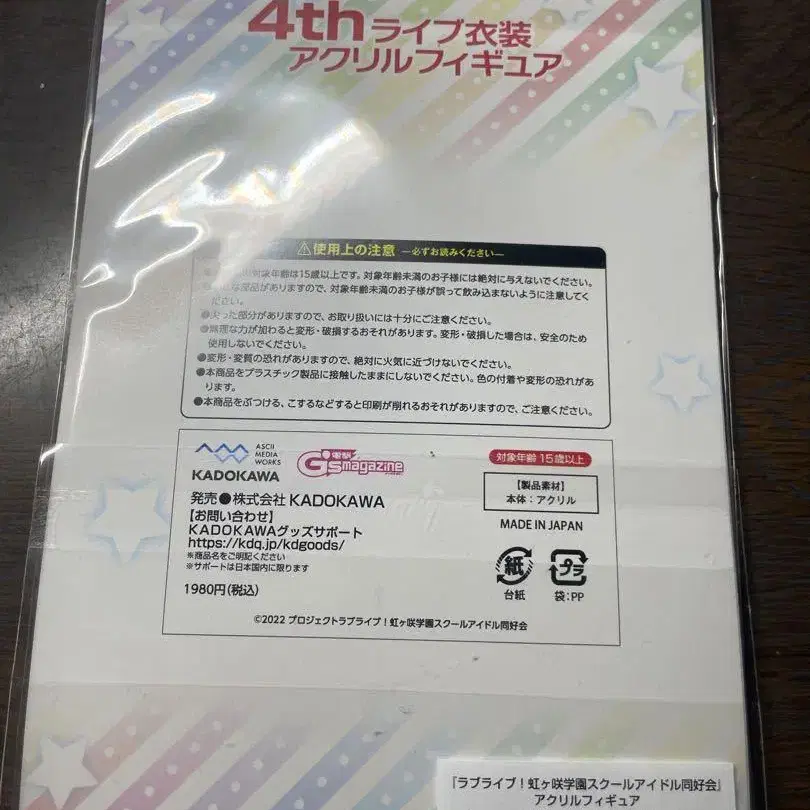 4thライブ衣装
アクリルフィギュア
⚠使用上の注意 ―必ずお読みください―
対象年齢は15歳以上です。対象年齢未満のお子様には絶対に与えないでください。
部品がありますので、対象年齢未満のお子様が誤って飲み込まないように注意してく
ださい。
った部分がありますので、お取り扱いには十分にご注意ください。
●無理な力が加わると変形・破損するおそれがあります。変形・破損した場合は、安全のため
使用しないでください。
●変形・変質の恐れがありますので、絶対に火気に近づけないでください。
●本商品をプラスチック製品に接触したままにしないでください。色の付着や変形の恐れがあ
ります。
●本商品をぶつける、こするなどすると印刷が削れるおそれがありますので、ご注意ください。
ASCII
MEDIA
WORKS
KADOKAWA
電撃
G'smagazine
対象年齢15歳以上
発売●株式会社 KADOKAWA
【お問い合わせ】
KADOKAWAグッズサポート
https://kdq.jp/kdgoods/
※商品名をご明記ください
※サポートは日本国内に限ります
1980円(税込)
【製品素材】
本体:アクリル
MADE IN JAPAN
紙
台紙
プラ
袋:PP
©2022 プロジェクトラブライブ!虹ヶ咲学園スクールアイドル同好会
『ラブライブ!虹ヶ咲学園スクールアイドル同好会』
アクリルフィギュア